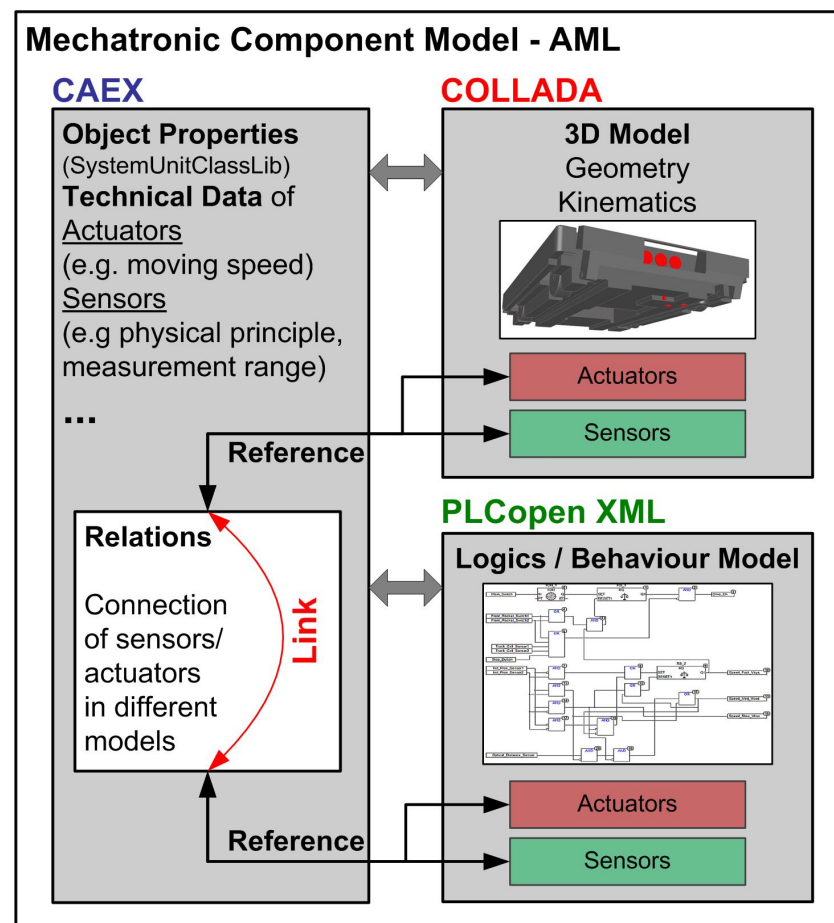 Mechatronic Component Model - AML
CAEX
Object Properties
(SystemUnitClassLib)
Technical Data of
Actuators
(e.g. moving speed)
Sensors
(e.g physical principle,
measurement range)
...
Reference
Relations
Connection
of sensors/
actuators
in different
models
Link
Reference
COLLADA
3D Model
Geometry
Kinematics
Actuators
Sensors
PLCopen XML
Logics / Behaviour Model
Actuators
Sensors